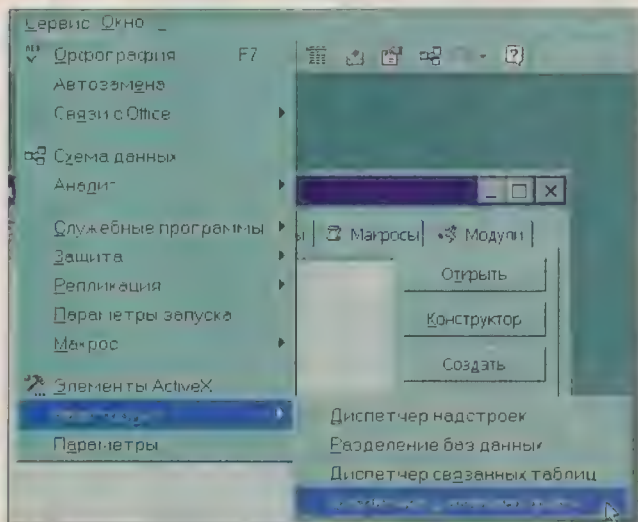 Сервис Окно
Орфография F7
Автозамена
Связи с Office
Схема данных
Анализ
Служебные программы
Защита
Репликация
Параметры запуска
Макрос
Элементы ActiveX
Параметры
Макросы Модули
Открыть
Конструктор
Создать
Диспетчер надстроек
Разделение баз данных
Диспетчер связанных таблиц